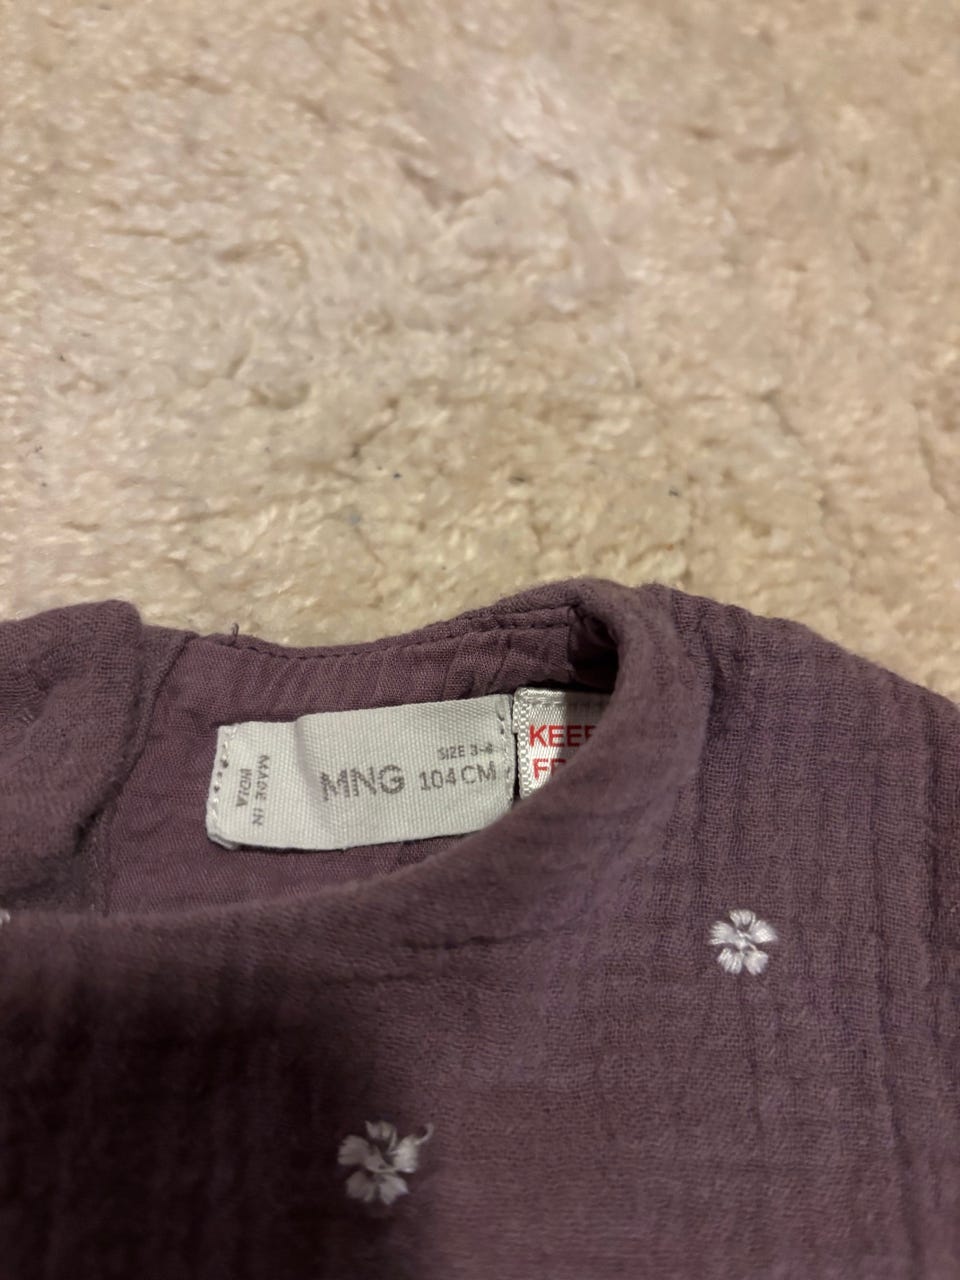 MADE IN
INDIA
MNG
SIZE 3-4
104 CM
KEEP